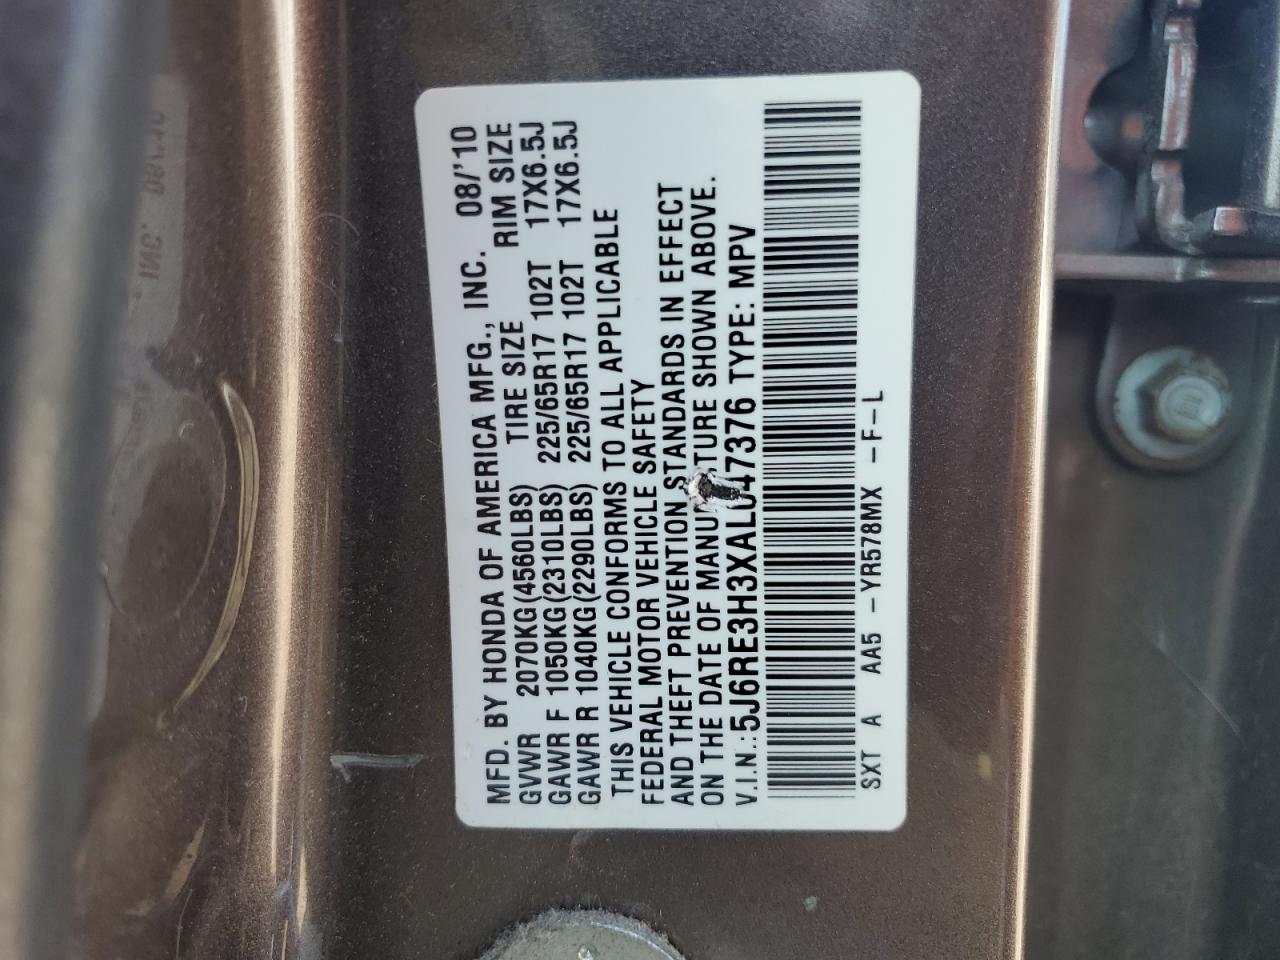 MFD. BY HONDA OF AMERICA MFG., INC. 08/'10
GVWR 2070KG(4560LBS) TIRE SIZE RIM SIZE
GAWR F 1050KG(2310LBS) 225/65R17 102T 17X6.5J
GAWR R 1040KG(2290LBS) 225/65R17 102T 17X6.5J
THIS VEHICLE CONFORMS TO ALL APPLICABLE
FEDERAL MOTOR VEHICLE SAFETY
AND THEFT PREVENTION STANDARDS IN EFFECT
ON THE DATE OF SHOWN ABOVE.
V.I.N.: 5J6RE3H3XAL047376 TYPE: MPV
SXT A AA5 -YR578MX -F-L